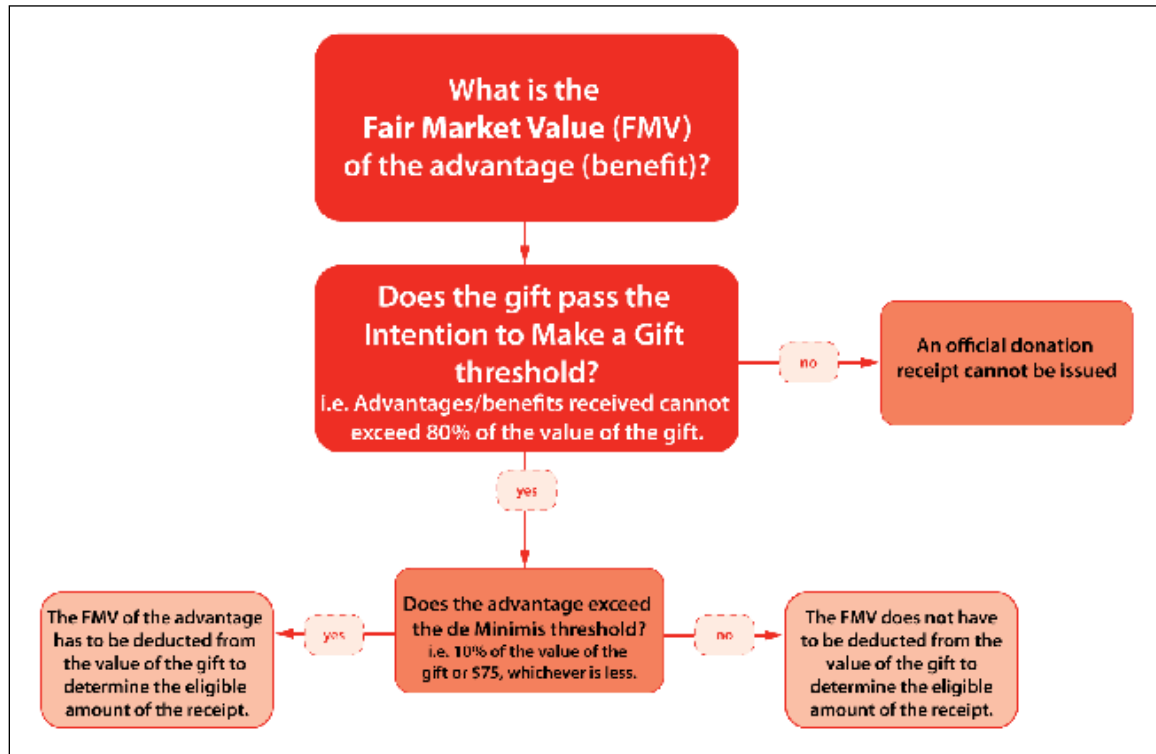 What is the
Fair Market Value (FMV)
of the advantage (benefit)?
Does the gift pass the
Intention to Make a Gift
threshold?
i.e. Advantages/benefits received cannot
exceed 80% of the value of the gift.
no
An official donation
receipt cannot be issued
yes
Does the advantage exceed
the de Minimis threshold?
i.e. 10% of the value of the
gift or $75, whichever is less.
yes
The FMV of the advantage
has to be deducted from
the value of the gift to
determine the eligible
amount of the receipt.
no
The FMV does not have
to be deducted from the
value of the gift to
determine the eligible
amount of the receipt.